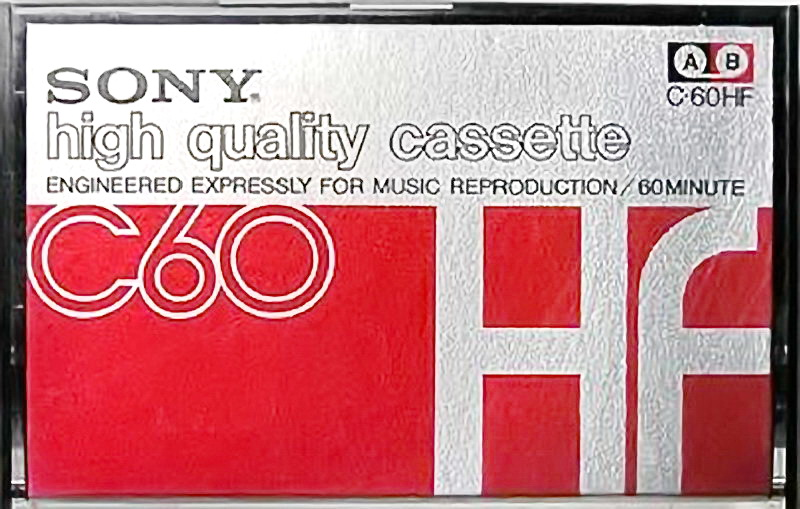 SONY.
A B
C·60HF
high quality cassette
ENGINEERED EXPRESSLY FOR MUSIC REPRODUCTION/60MINUTE
C60
Hf